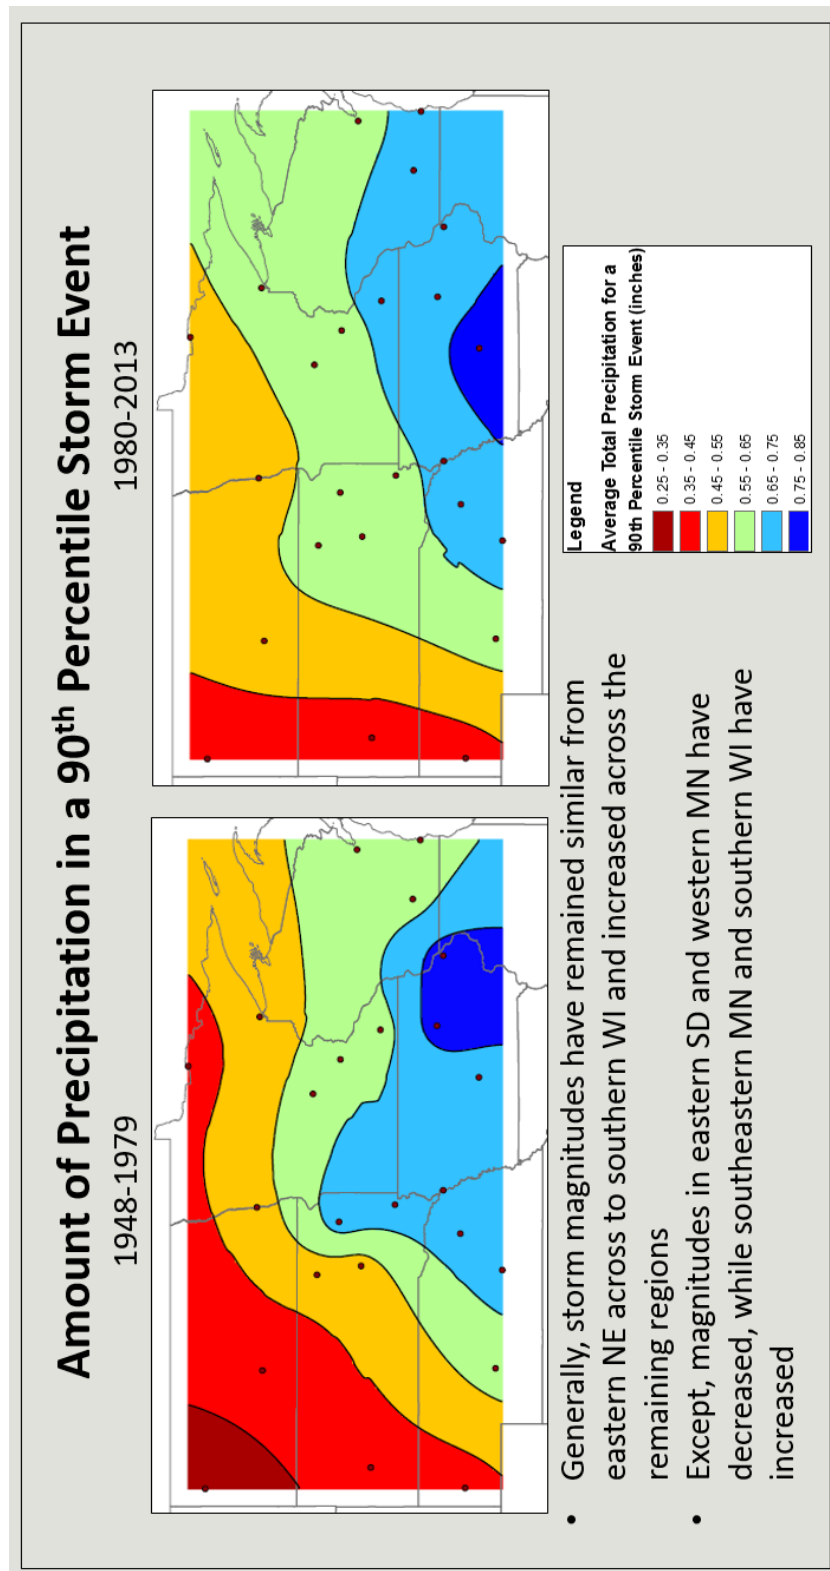 Amount of Precipitation in a 90th Percentile Storm Event
1948-1979
1980-2013
• Generally, storm magnitudes have remained similar from
eastern NE across to southern WI and increased across the
remaining regions
• Except, magnitudes in eastern SD and western MN have
decreased, while southeastern MN and southern WI have
increased
Legend
Average Total Precipitation for a
90th Percentile Storm Event (inches)
0.25 - 0.35
0.35 - 0.45
0.45 - 0.55
0.55 - 0.65
0.65 - 0.75
0.75 - 0.85